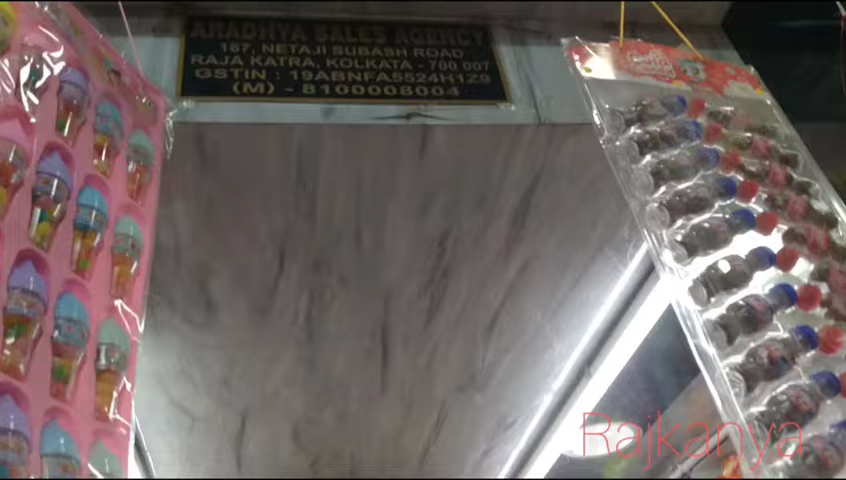 ARADHYA SALES AGENCY
167, NETAJI SUBASH ROAD
RAJA KATRA, KOLKATA - 700 007
GSTIN : 19ABNFA5524H1Z9
(M) - 8100008004
Rajkanya